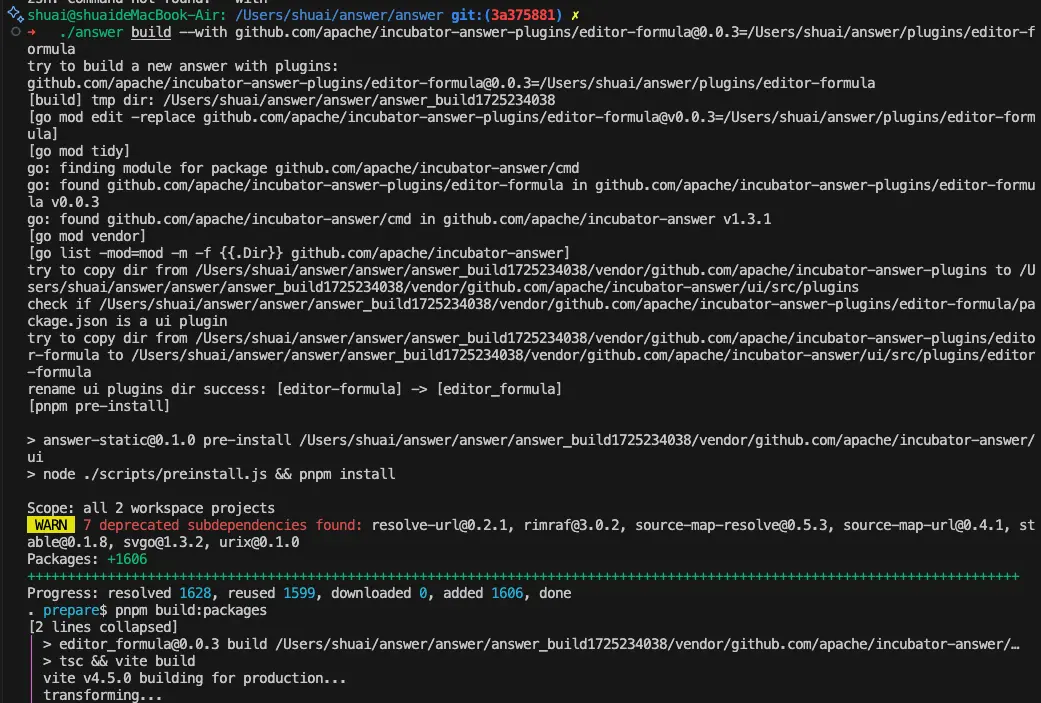 shuai@shuaideMacBook-Air: /Users/shuai/answer/answer git:(3a375881) ✗
➜ ./answer build --with github.com/apache/incubator-answer-plugins/editor-formula@0.0.3=/Users/shuai/answer/plugins/editor-f
ormula
try to build a new answer with plugins:
github.com/apache/incubator-answer-plugins/editor-formula@0.0.3=/Users/shuai/answer/plugins/editor-formula
[build] tmp dir: /Users/shuai/answer/answer/answer_build1725234038
[go mod edit -replace github.com/apache/incubator-answer-plugins/editor-formula@v0.0.3=/Users/shuai/answer/plugins/editor-form
ula]
[go mod tidy]
go: finding module for package github.com/apache/incubator-answer/cmd
go: found github.com/apache/incubator-answer-plugins/editor-formula in github.com/apache/incubator-answer-plugins/editor-formu
la v0.0.3
go: found github.com/apache/incubator-answer/cmd in github.com/apache/incubator-answer v1.3.1
[go mod vendor]
[go list -mod=mod -m -f {{.Dir}} github.com/apache/incubator-answer]
try to copy dir from /Users/shuai/answer/answer/answer_build1725234038/vendor/github.com/apache/incubator-answer-plugins to /U
sers/shuai/answer/answer/answer_build1725234038/vendor/github.com/apache/incubator-answer/ui/src/plugins
check if /Users/shuai/answer/answer/answer_build1725234038/vendor/github.com/apache/incubator-answer-plugins/editor-formula/pa
ckage.json is a ui plugin
try to copy dir from /Users/shuai/answer/answer/answer_build1725234038/vendor/github.com/apache/incubator-answer-plugins/edito
r-formula to /Users/shuai/answer/answer/answer_build1725234038/vendor/github.com/apache/incubator-answer/ui/src/plugins/editor
-formula
rename ui plugins dir success: [editor-formula] -> [editor_formula]
[pnpm pre-install]
> answer-static@0.1.0 pre-install /Users/shuai/answer/answer/answer_build1725234038/vendor/github.com/apache/incubator-answer/
ui
> node ./scripts/preinstall.js && pnpm install
Scope: all 2 workspace projects
WARN 7 deprecated subdependencies found: resolve-url@0.2.1, rimraf@3.0.2, source-map-resolve@0.5.3, source-map-url@0.4.1, st
able@0.1.8, svgo@1.3.2, urix@0.1.0
Packages: +1606
++++++++++++++++++++++++++++++++++++++++++++++++++++++++++++++++++++++++++++++++++++++++++++++++++++++++++++++++++++++++++++
Progress: resolved 1628, reused 1599, downloaded 0, added 1606, done
. prepare$ pnpm build:packages
[2 lines collapsed]
> editor_formula@0.0.3 build /Users/shuai/answer/answer/answer_build1725234038/vendor/github.com/apache/incubator-answer/…
> tsc && vite build
vite v4.5.0 building for production...
transforming...